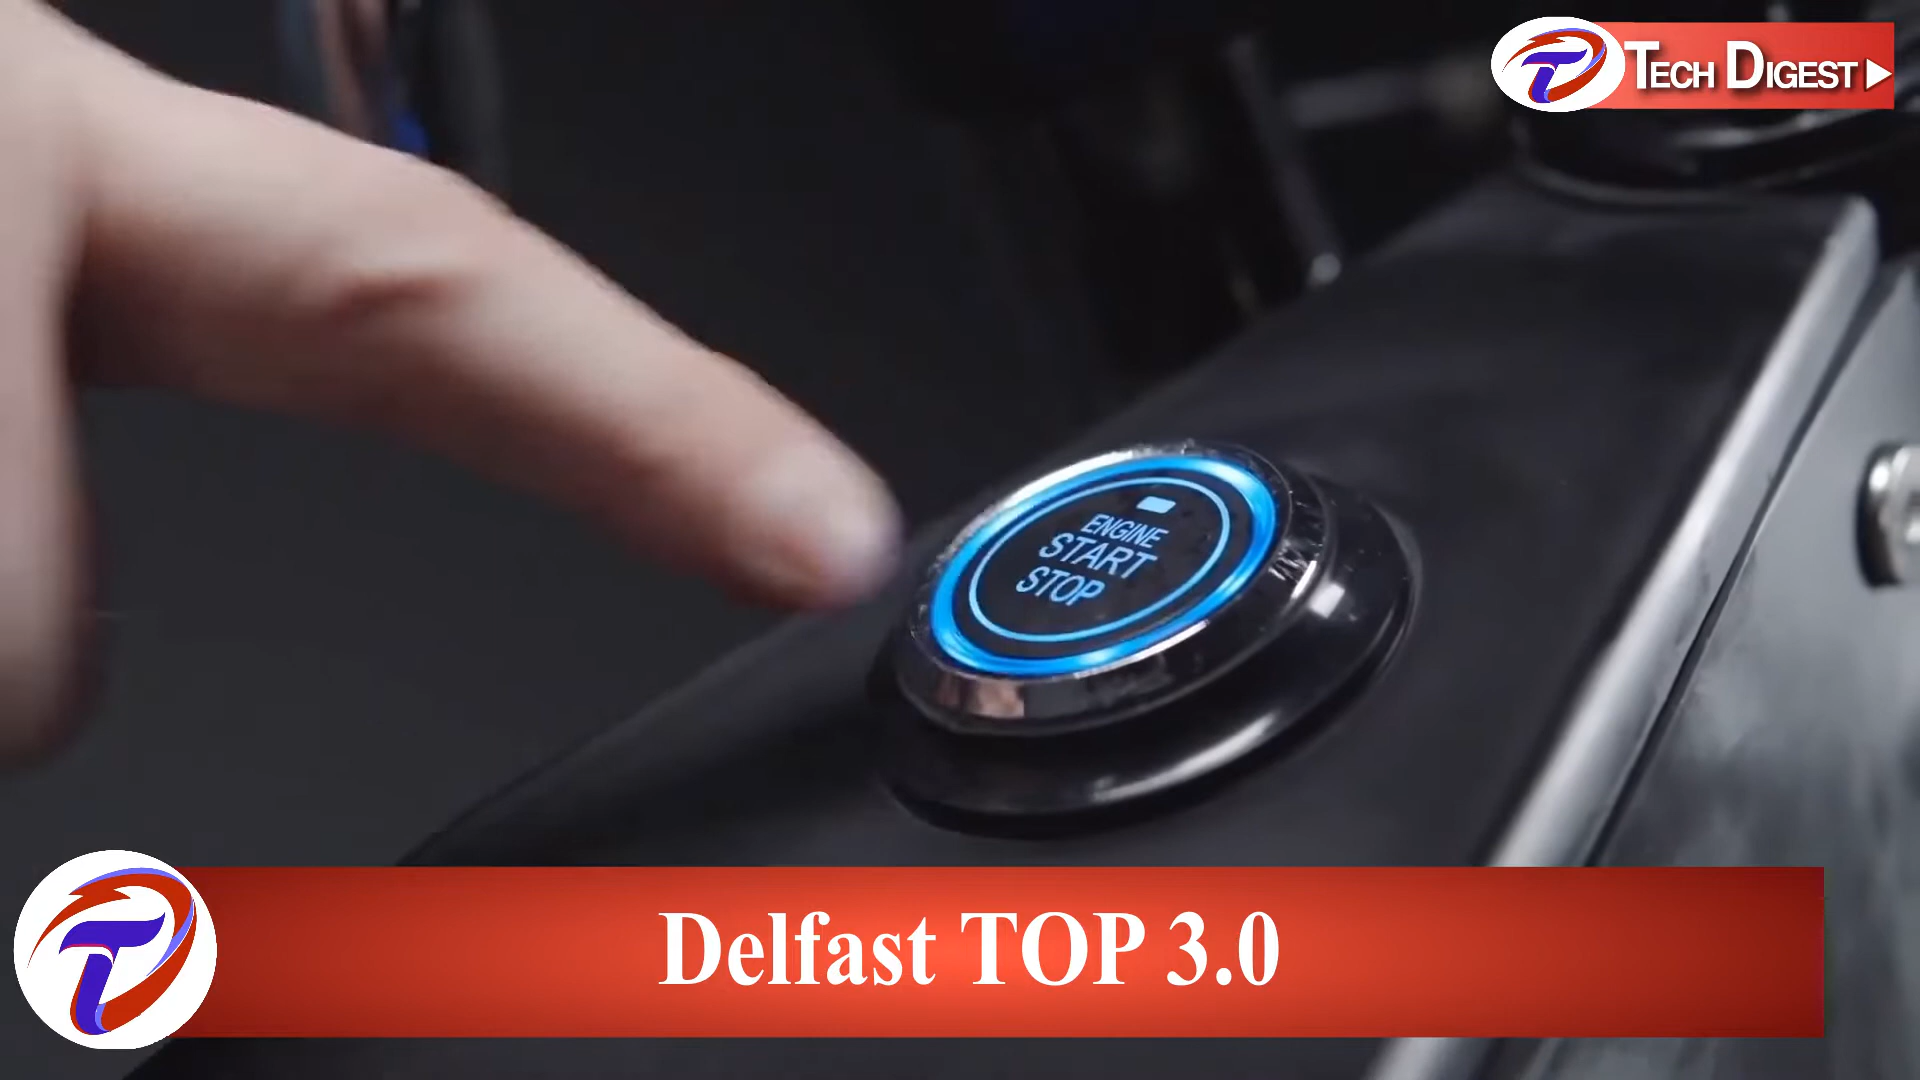 TECH DIGEST
ENGINE
START
STOP
Delfast TOP 3.0